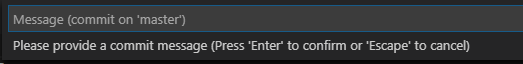 Message (commit on 'master')
Please provide a commit message (Press 'Enter' to confirm or 'Escape' to cancel)